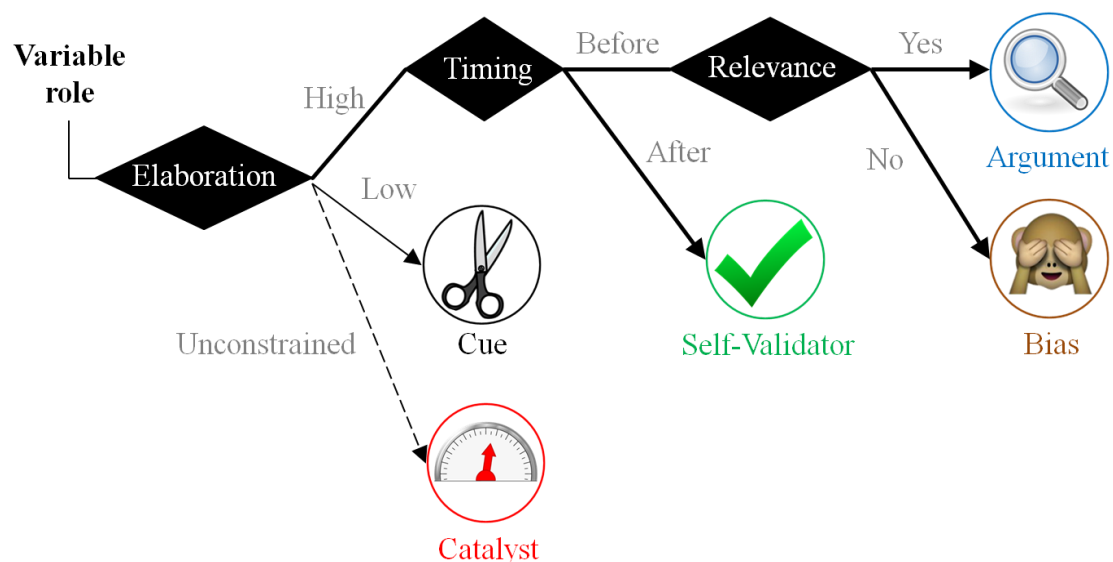 Variable
role
Elaboration
High
Low
Unconstrained
Timing
Before
After
Relevance
Yes
No
Argument
Bias
Self-Validator
Cue
Catalyst